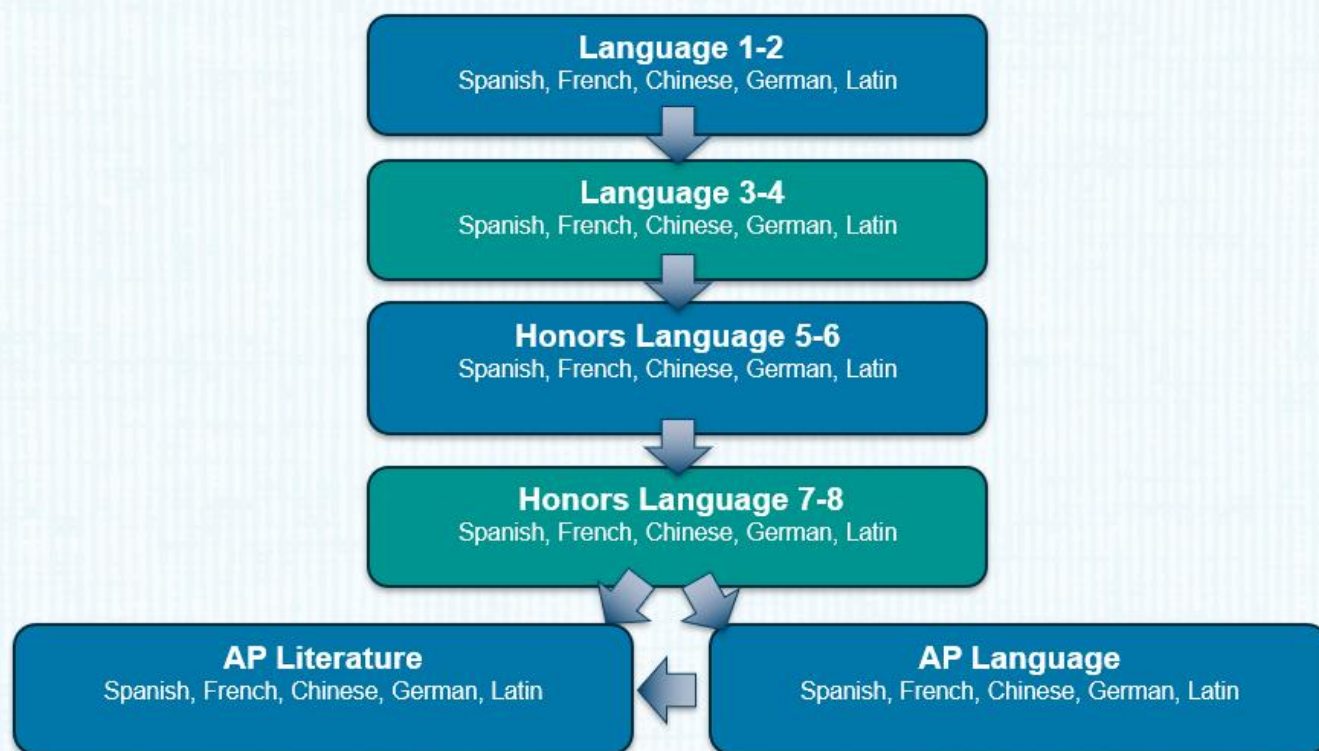 Language 1-2
Spanish, French, Chinese, German, Latin
Language 3-4
Spanish, French, Chinese, German, Latin
Honors Language 5-6
Spanish, French, Chinese, German, Latin
Honors Language 7-8
Spanish, French, Chinese, German, Latin
AP Literature
Spanish, French, Chinese, German, Latin
AP Language
Spanish, French, Chinese, German, Latin